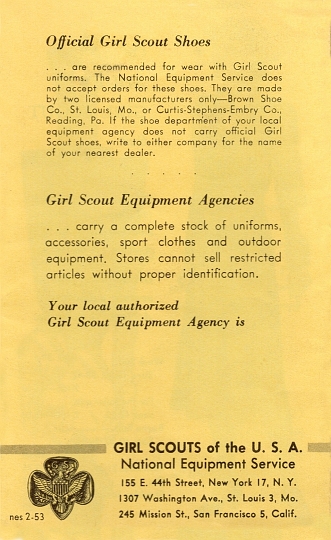 Official Girl Scout Shoes
. . . are recommended for wear with Girl Scout
uniforms. The National Equipment Service does
not accept orders for these shoes. They are made
by two licensed manufacturers only—Brown Shoe
Co., St. Louis, Mo., or Curtis-Stephens-Embry Co.,
Reading, Pa. If the shoe department of your local
equipment agency does not carry official Girl
Scout shoes, write to either company for the name
of your nearest dealer.
. . . . .
Girl Scout Equipment Agencies
. . . carry a complete stock of uniforms,
accessories, sport clothes and outdoor
equipment. Stores cannot sell restricted
articles without proper identification.
Your local authorized
Girl Scout Equipment Agency is
GIRL SCOUTS of the U. S. A.
National Equipment Service
155 E. 44th Street, New York 17, N. Y.
1307 Washington Ave., St. Louis 3, Mo.
245 Mission St., San Francisco 5, Calif.
GS
nes 2-53